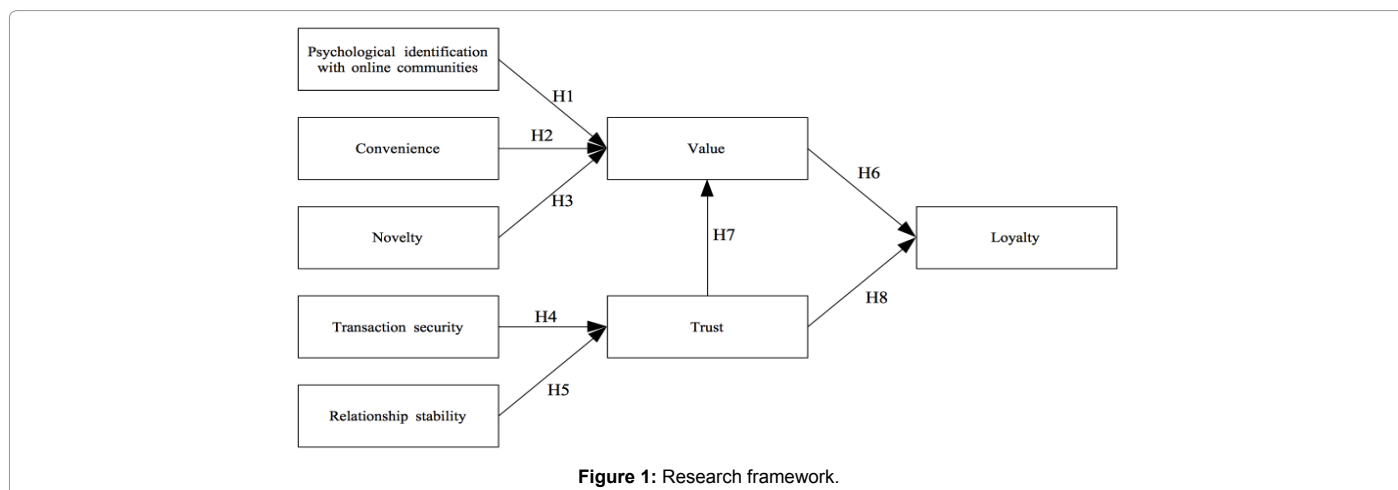 Psychological identification
with online communities
H1
Convenience
H2
Value
H6
Novelty
H3
H7
Loyalty
Transaction security
H4
Trust
H8
Relationship stability
H5
Figure 1: Research framework.